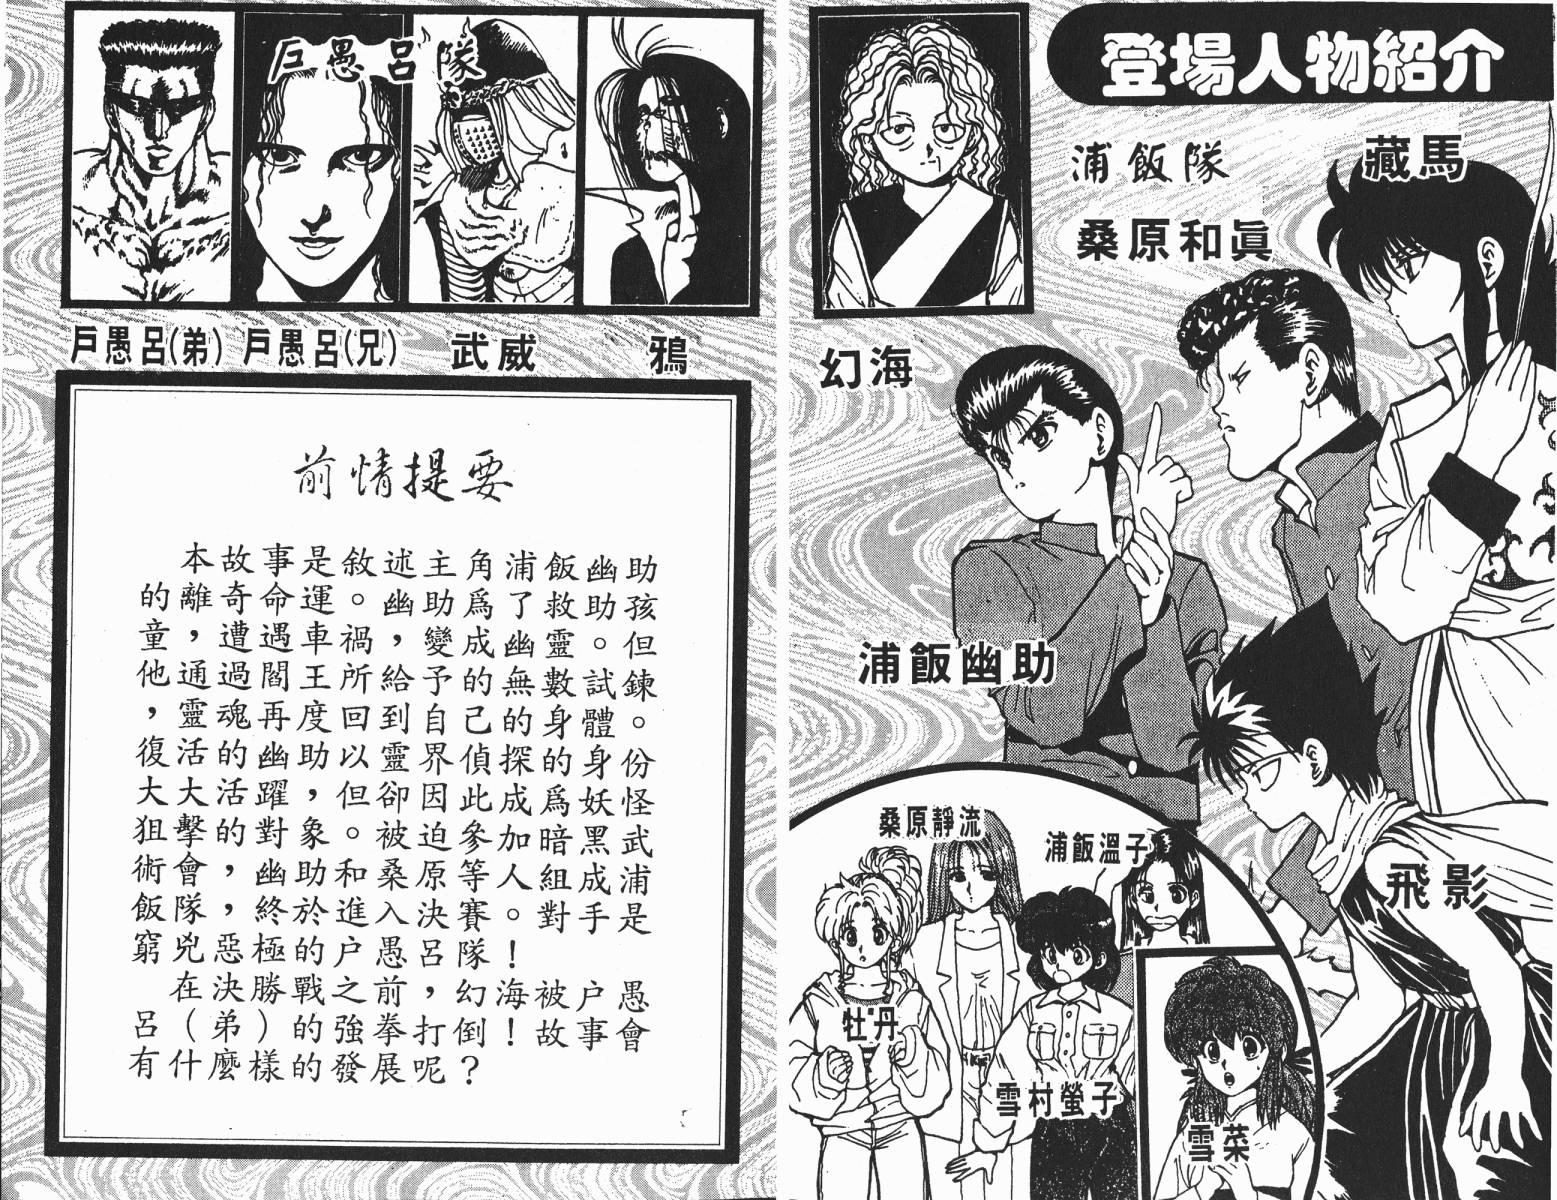 登場人物紹介
浦飯隊
藏馬
桑原和眞
幻海
浦飯幽助
飛影
桑原靜流
浦飯溫子
牡丹
雪村螢子
雪菜
戶愚呂隊
戶愚呂(弟)
戶愚呂(兄)
武威
鴉
前情提要
本故事是敘述主角浦飯幽助
的離奇命運。幽助爲了救助孩
童，遭遇車禍，變成幽靈。但
他通過閻王所給予的無數試鍊
，靈魂再度回到自己的身體。
復活的幽助以靈界偵探的身份
大大活躍，但卻因此成爲妖怪
狙擊的對象。被迫參加暗黑武
術會，幽助和桑原等人組成浦
飯隊，終於進入決賽。對手是
窮兇惡極的戶愚呂隊！
在決勝戰之前，幻海被戶愚
呂（弟）的強拳打倒！故事會
有什麼樣的發展呢？